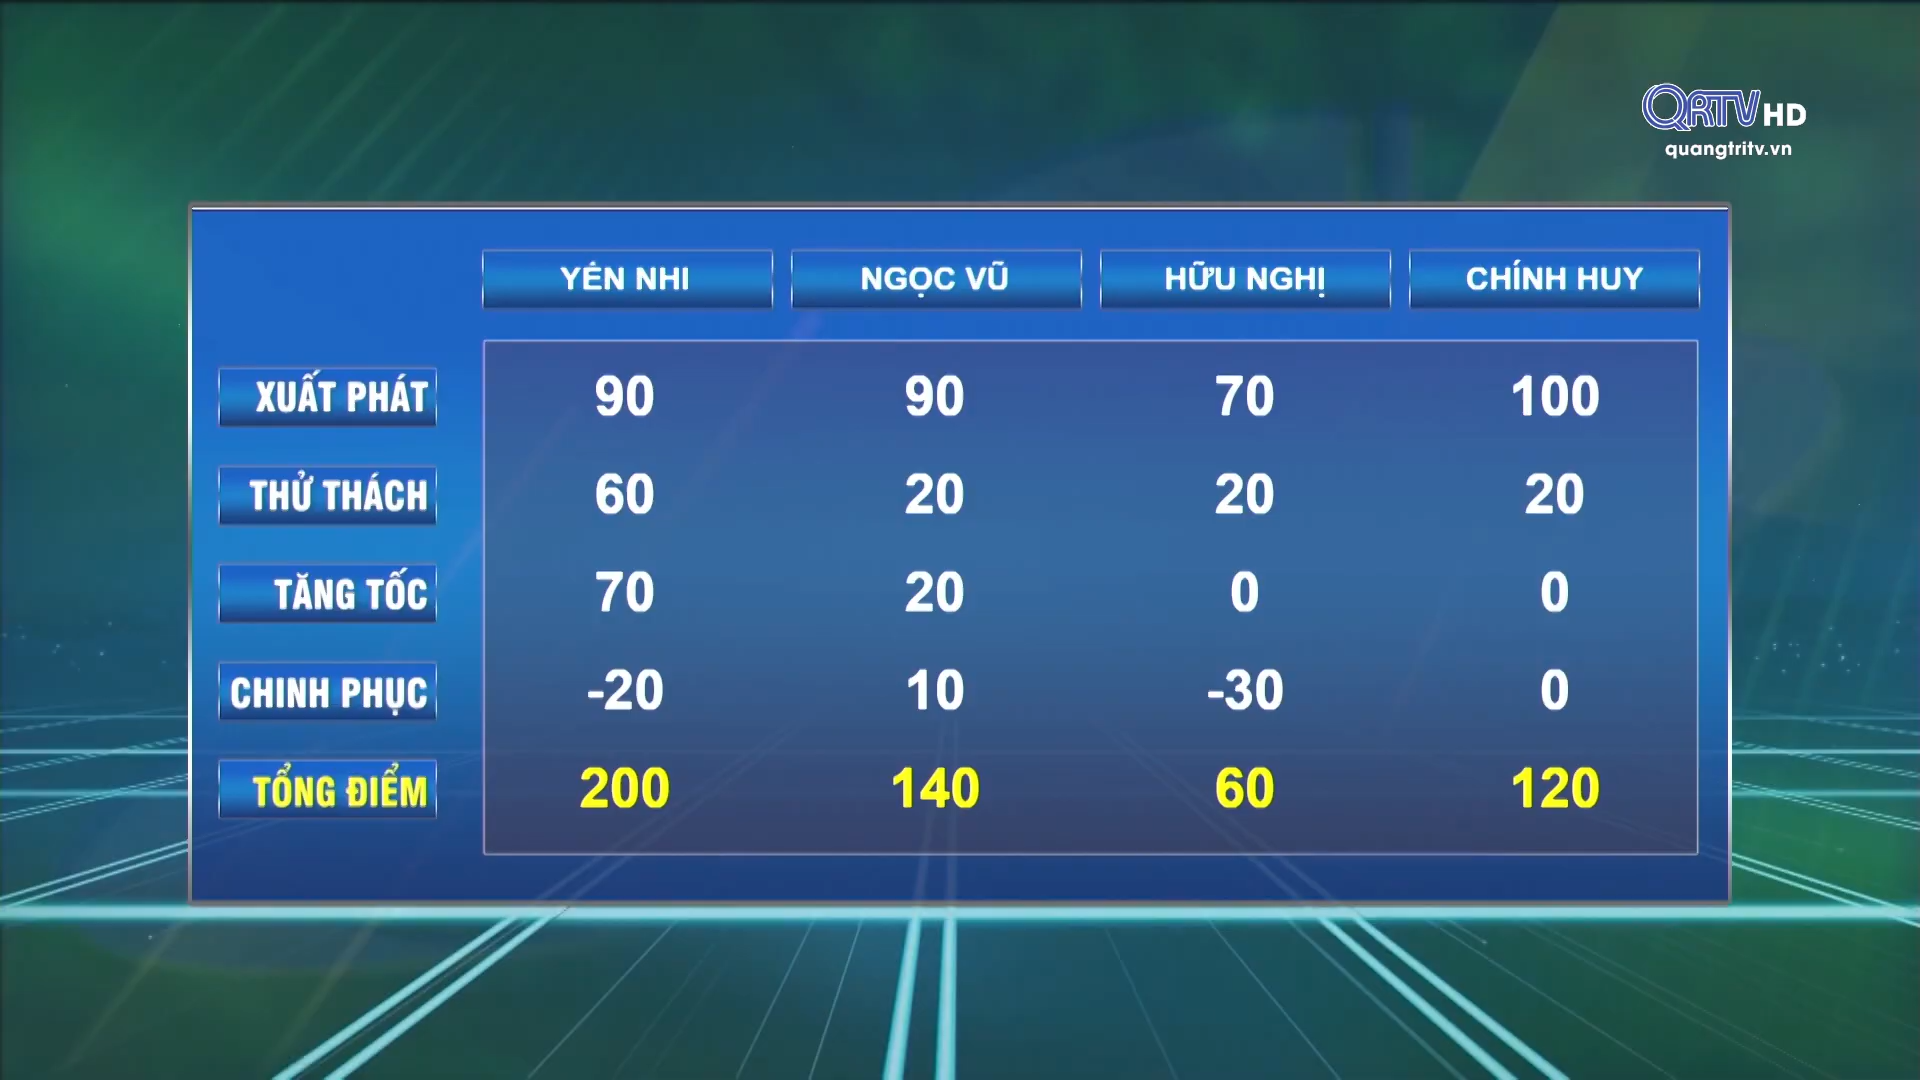 QRTV HD
quangtritv.vn
YẾN NHI NGỌC VŨ HỮU NGHỊ CHÍNH HUY
XUẤT PHÁT 90 90 70 100
THỬ THÁCH 60 20 20 20
TĂNG TỐC 70 20 0 0
CHINH PHỤC -20 10 -30 0
TỔNG ĐIỂM 200 140 60 120